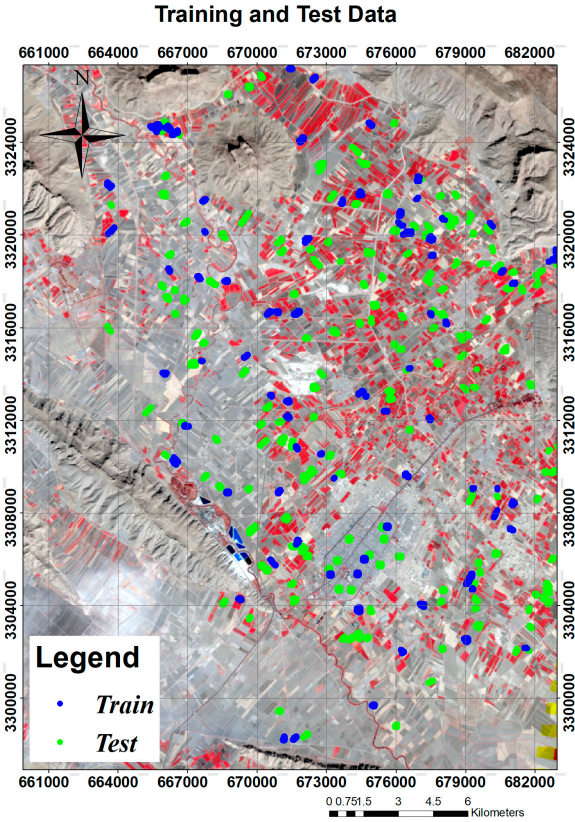 Training and Test Data
661000 664000 667000 670000 673000 676000 679000 682000
N
3324000 3324000
3320000 3320000
3316000 3316000
3312000 3312000
3308000 3308000
3304000 3304000
3300000 3300000
Legend
Train
Test
661000 664000 667000 670000 673000 676000 679000 682000
0 0.75 1.5 3 4.5 6
Kilometers